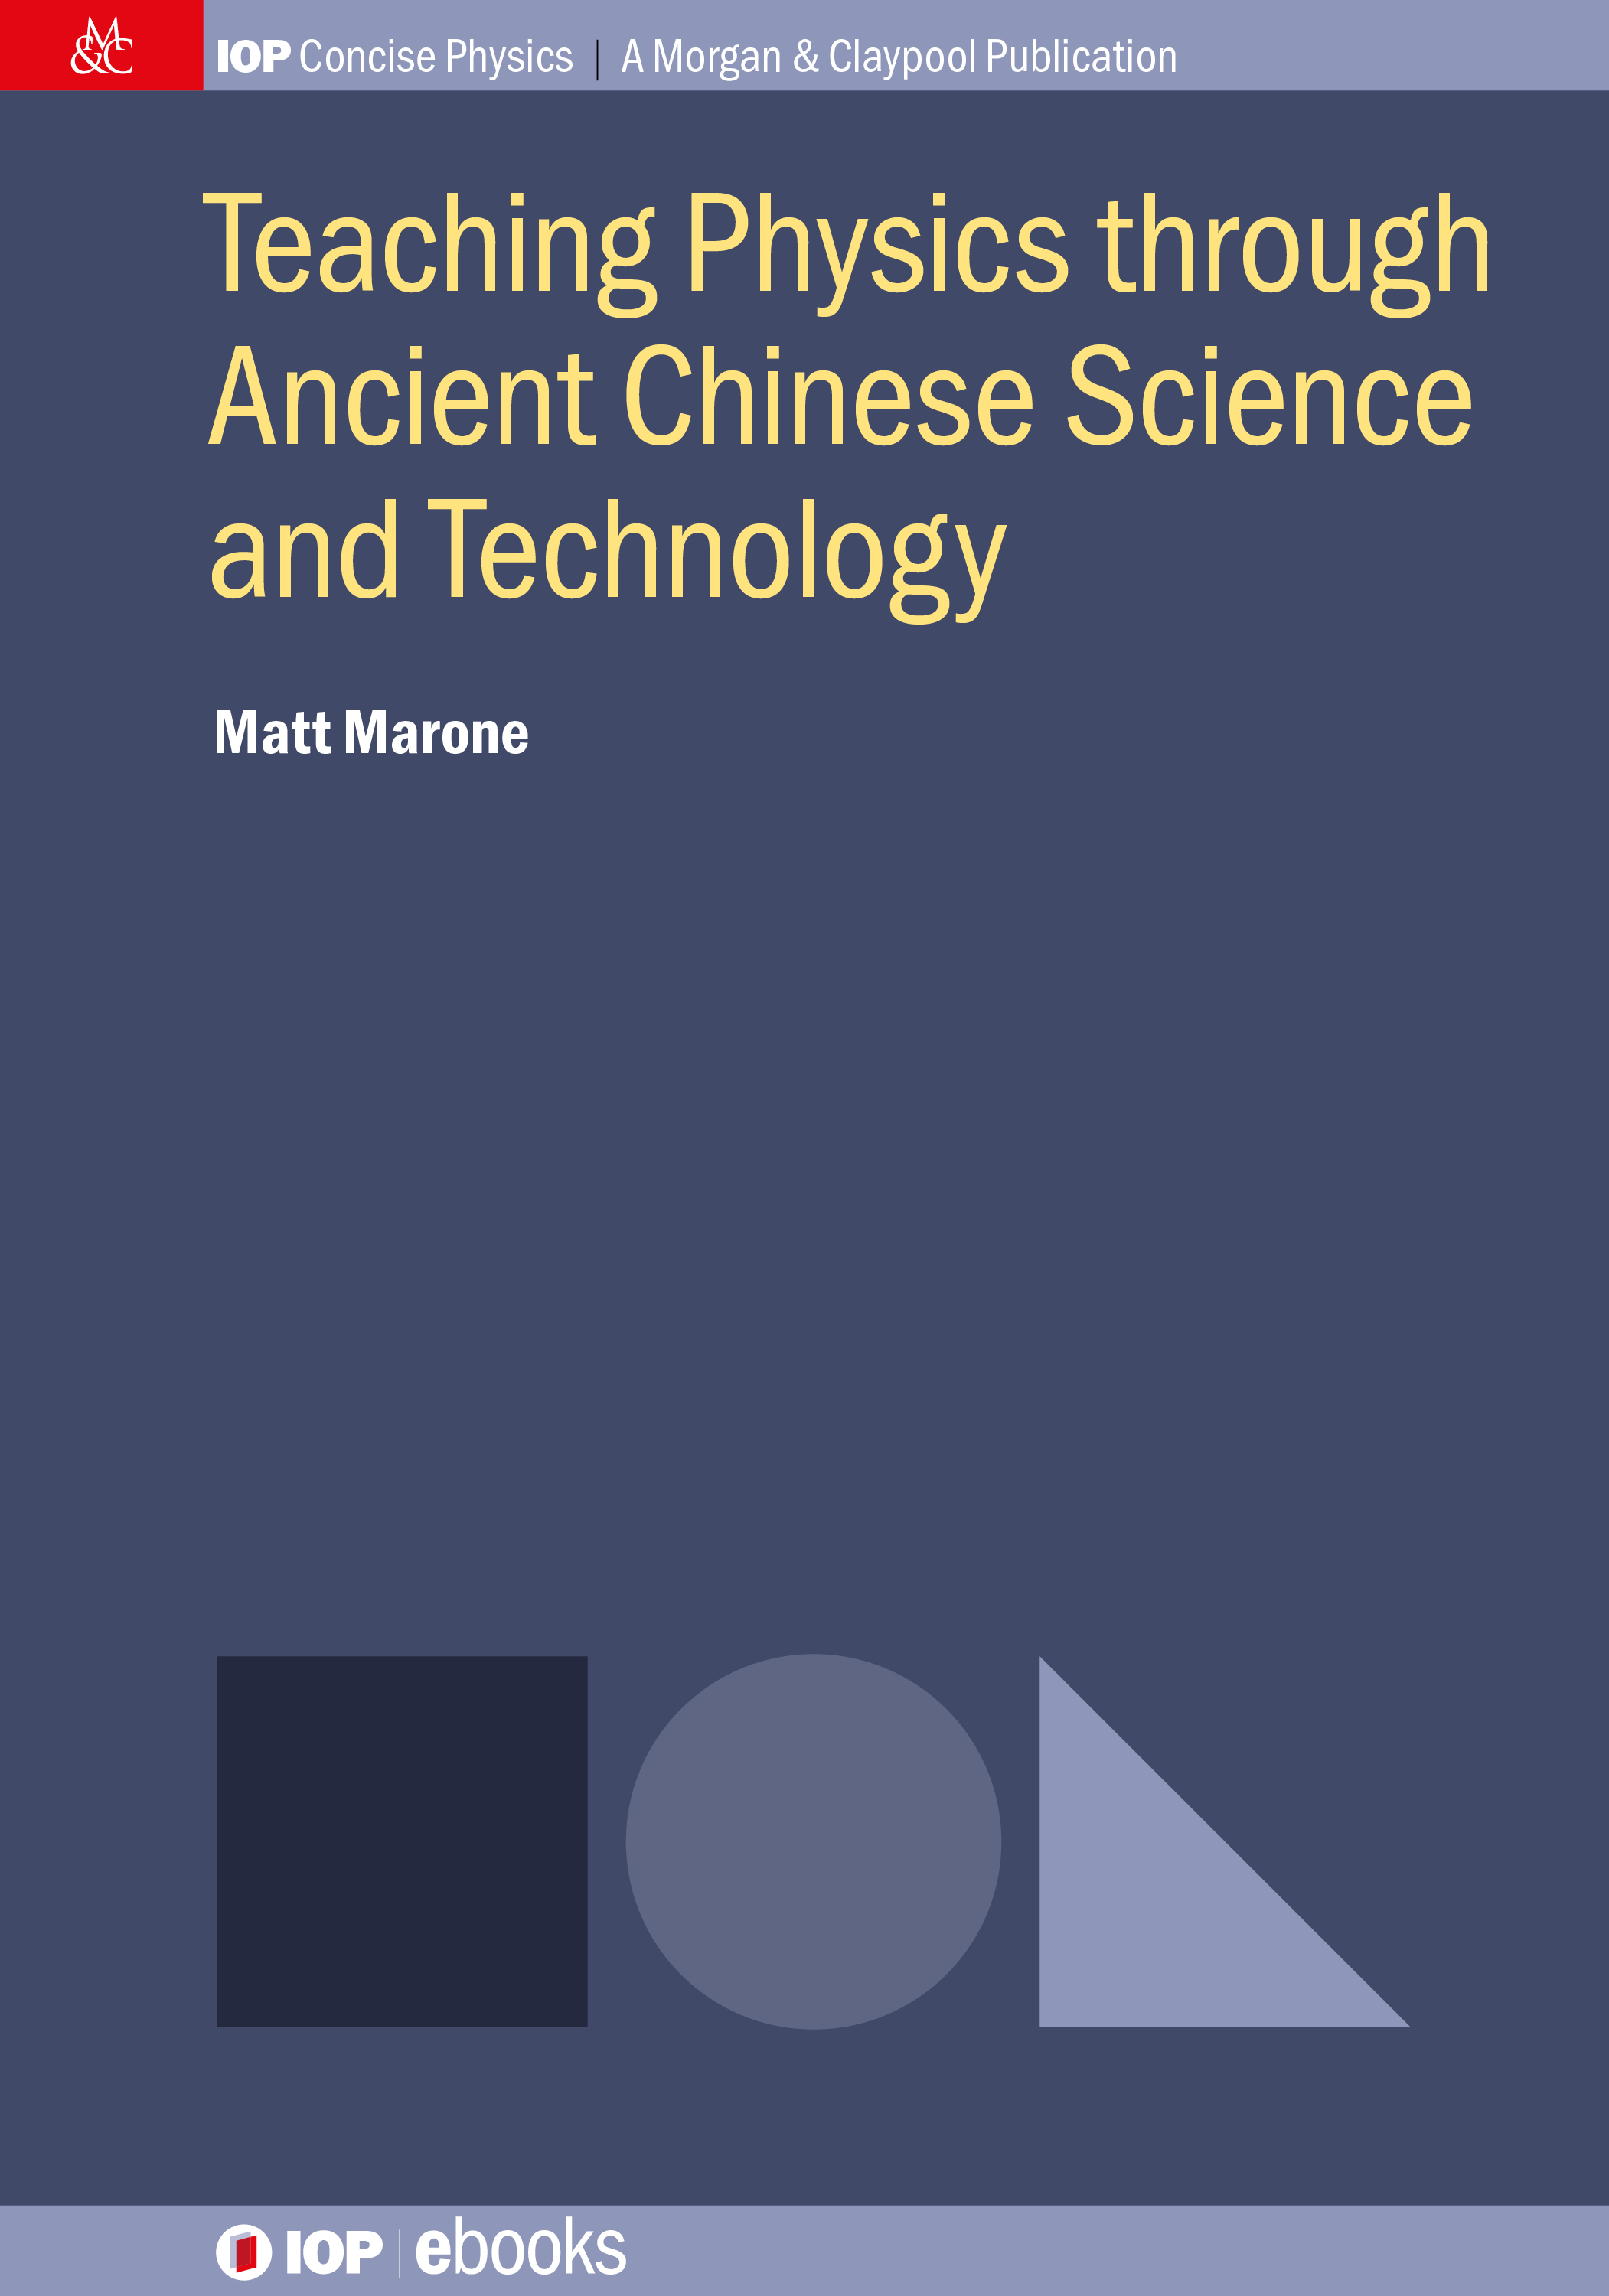 M&C
IOP Concise Physics | A Morgan & Claypool Publication
Teaching Physics through
Ancient Chinese Science
and Technology
Matt Marone
IOP | ebooks